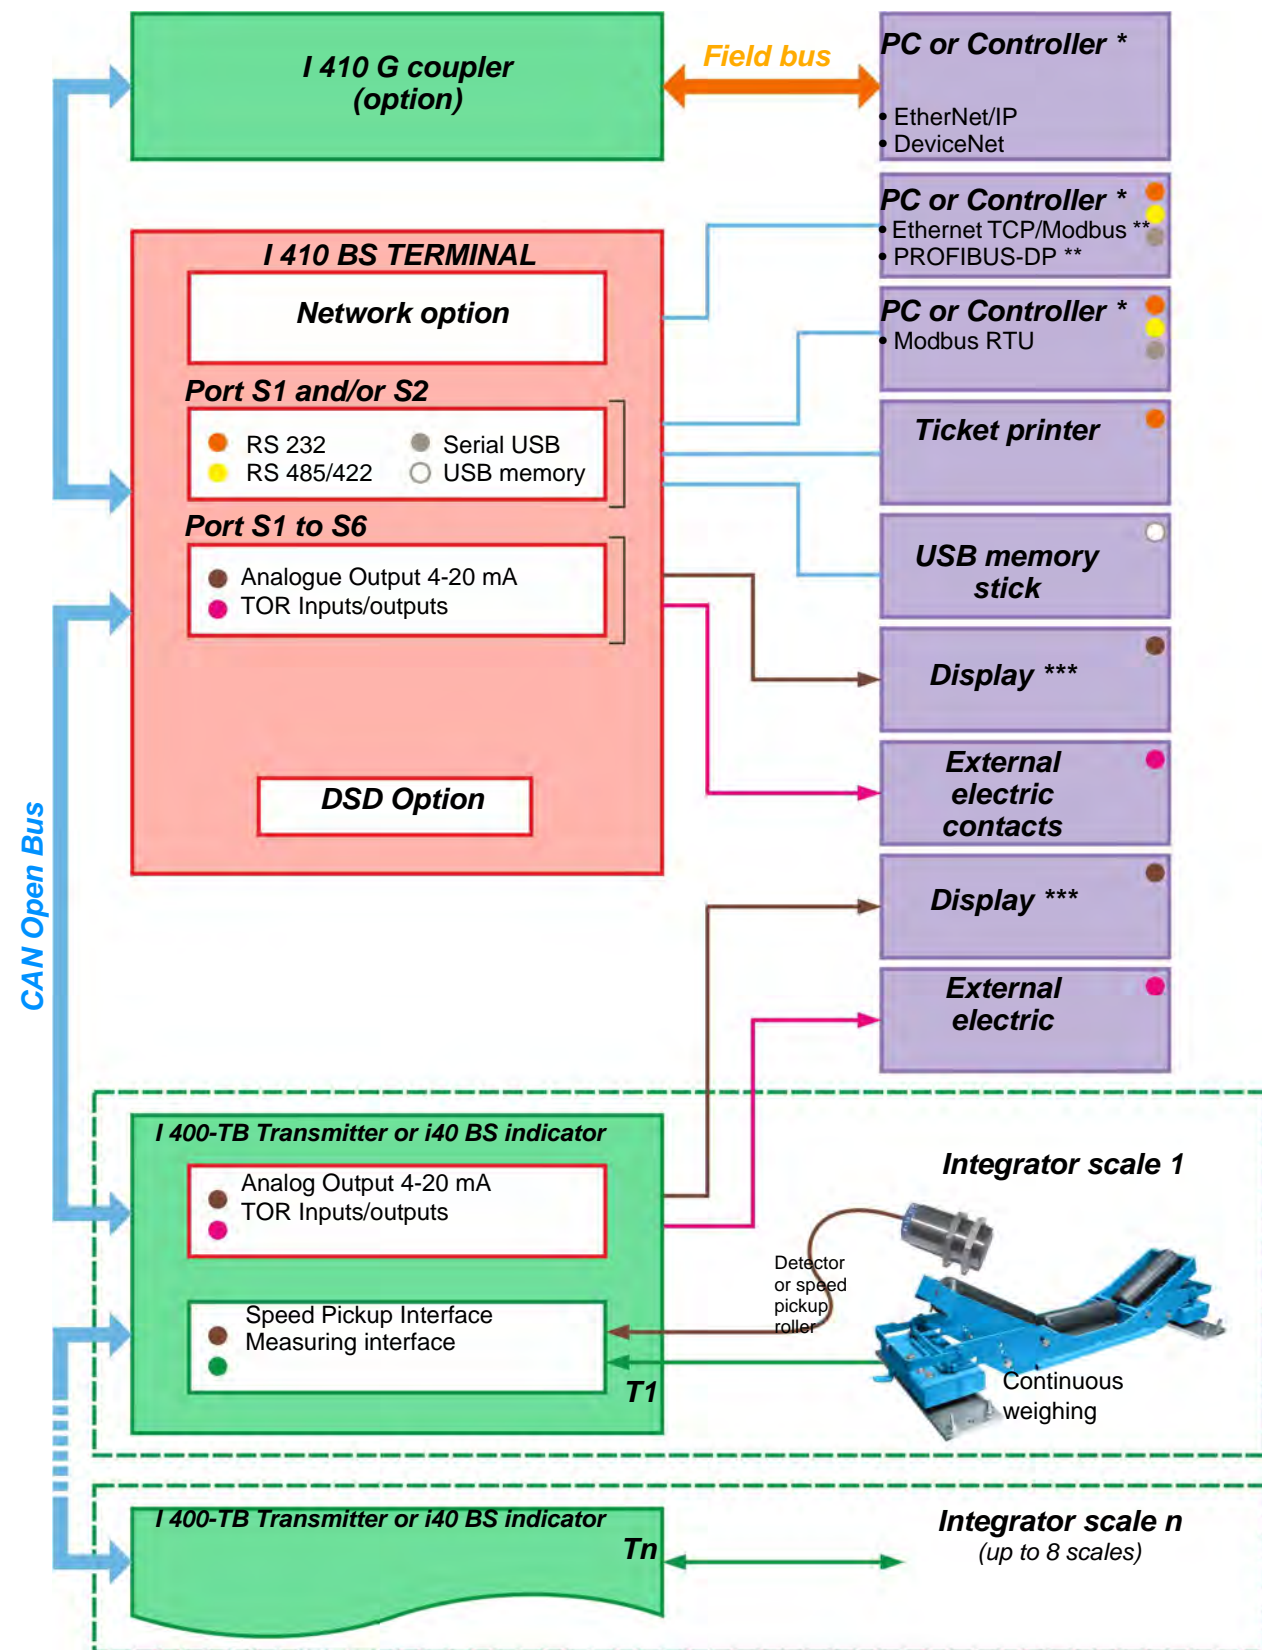 I 410 G coupler
(option)
Field bus
PC or Controller *
• EtherNet/IP
• DeviceNet
PC or Controller *
• Ethernet TCP/Modbus **
• PROFIBUS-DP **
I 410 BS TERMINAL
Network option
PC or Controller *
• Modbus RTU
Port S1 and/or S2
RS 232
Serial USB
RS 485/422
USB memory
Ticket printer
Port S1 to S6
Analogue Output 4-20 mA
TOR Inputs/outputs
USB memory
stick
Display ***
External
electric
contacts
DSD Option
CAN Open Bus
Display ***
External
electric
I 400-TB Transmitter or i40 BS indicator
Analog Output 4-20 mA
TOR Inputs/outputs
Integrator scale 1
Detector
or speed
pickup
roller
Speed Pickup Interface
Measuring interface
T1
Continuous
weighing
I 400-TB Transmitter or i40 BS indicator
Tn
Integrator scale n
(up to 8 scales)